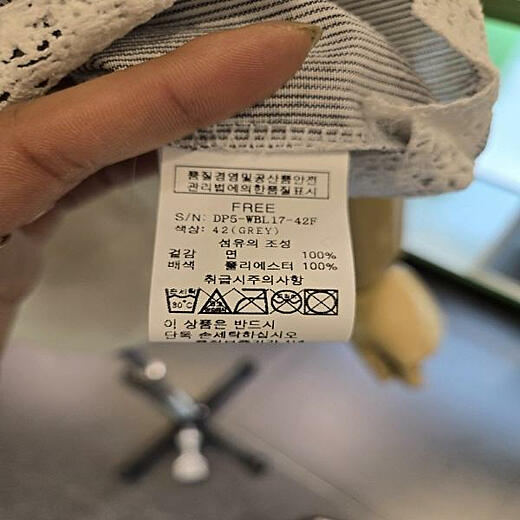 품질경영및공산품안전
관리법에의한품질표시
FREE
S/N: DP5-WBL17-42F
색상: 42(GREY)
섬유의 조성
겉감 면 100%
배색 폴리에스터 100%
취급시주의사항
손세탁
30℃
이 상품은 반드시
단독 손세탁하십시오